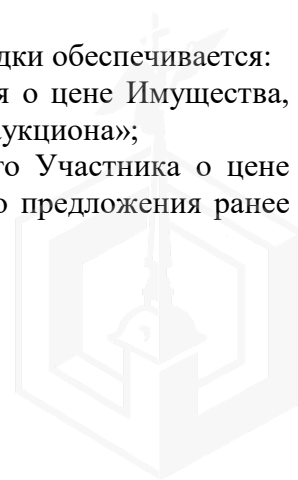 дки обеспечивается:
я о цене Имущества,
укциона»;
го Участника о цене
о предложения ранее